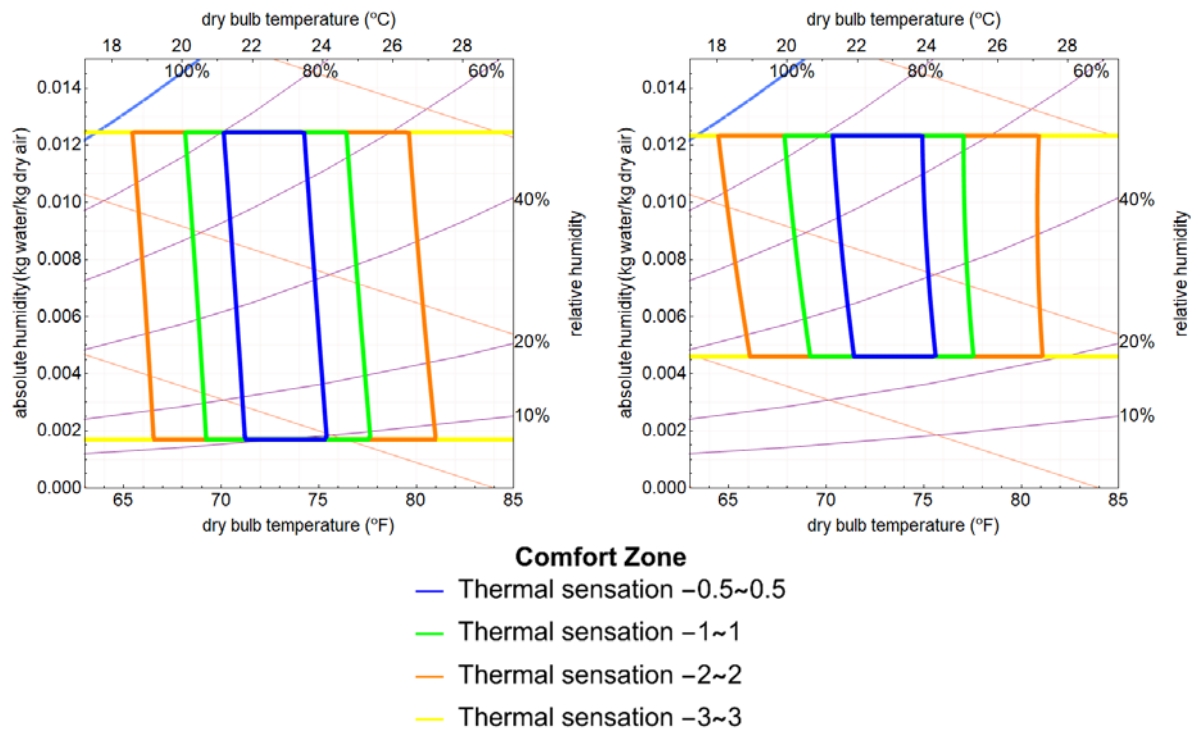 dry bulb temperature (°C)
18 20 22 24 26 28
100% 80% 60%
0.014
0.012
0.010
0.008
0.006
0.004
0.002
0.000
absolute humidity(kg water/kg dry air)
40%
20%
10%
relative humidity
65 70 75 80 85
dry bulb temperature (°F)
dry bulb temperature (°C)
18 20 22 24 26 28
100% 80% 60%
0.014
0.012
0.010
0.008
0.006
0.004
0.002
0.000
absolute humidity(kg water/kg dry air)
40%
20%
10%
relative humidity
65 70 75 80 85
dry bulb temperature (°F)
Comfort Zone
Thermal sensation −0.5~0.5
Thermal sensation −1~1
Thermal sensation −2~2
Thermal sensation −3~3